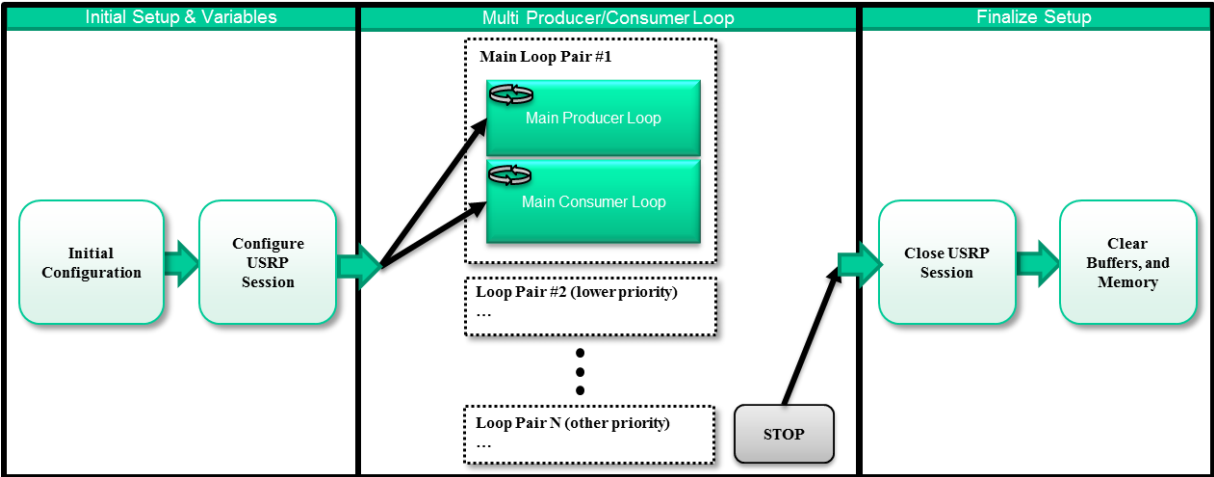 Initial Setup & Variables
Multi Producer/Consumer Loop
Finalize Setup
Main Loop Pair #1
Main Producer Loop
Main Consumer Loop
Initial
Configuration
Configure
USRP
Session
Loop Pair #2 (lower priority)
...
Loop Pair N (other priority)
...
STOP
Close USRP
Session
Clear
Buffers, and
Memory